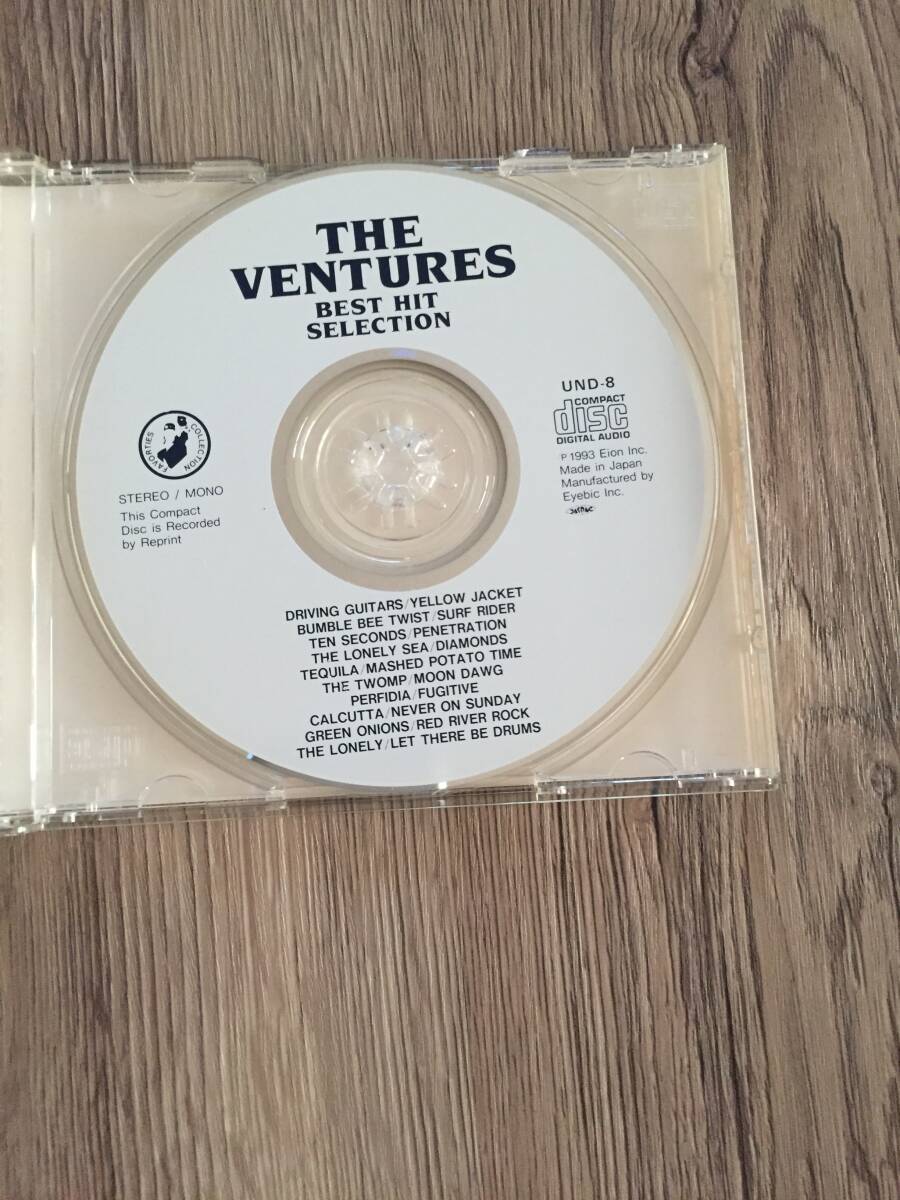 THE
VENTURES
BEST HIT
SELECTION
FAVORTIES COLLECTION
STEREO / MONO
This Compact
Disc is Recorded
by Reprint
UND-8
COMPACT
disc
DIGITAL AUDIO
℗1993 Eion Inc.
Made in Japan
Manufactured by
Eyebic Inc.
DRIVING GUITARS/YELLOW JACKET
BUMBLE BEE TWIST/SURF RIDER
TEN SECONDS/PENETRATION
THE LONELY SEA/DIAMONDS
TEQUILA/MASHED POTATO TIME
THE TWOMP/MOON DAWG
PERFIDIA/FUGITIVE
CALCUTTA/NEVER ON SUNDAY
GREEN ONIONS/RED RIVER ROCK
THE LONELY/LET THERE BE DRUMS